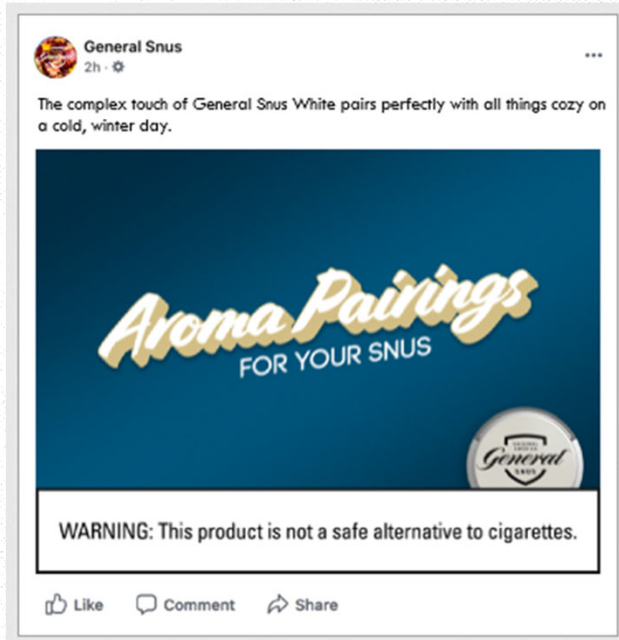 General Snus
2h ·
The complex touch of General Snus White pairs perfectly with all things cozy on
a cold, winter day.
Aroma Pairings
FOR YOUR SNUS
General
SNUS
WARNING: This product is not a safe alternative to cigarettes.
Like Comment Share